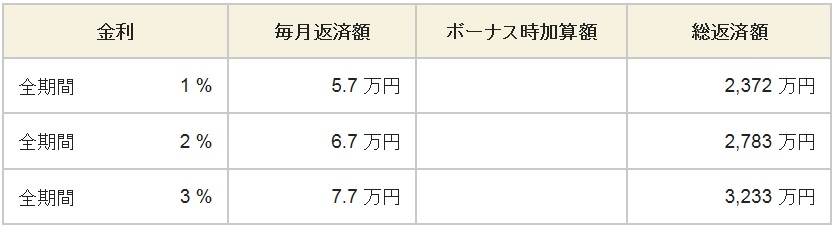 金利 毎月返済額 ボーナス時加算額 総返済額
全期間 1 % 5.7 万円 2,372 万円
全期間 2 % 6.7 万円 2,783 万円
全期間 3 % 7.7 万円 3,233 万円